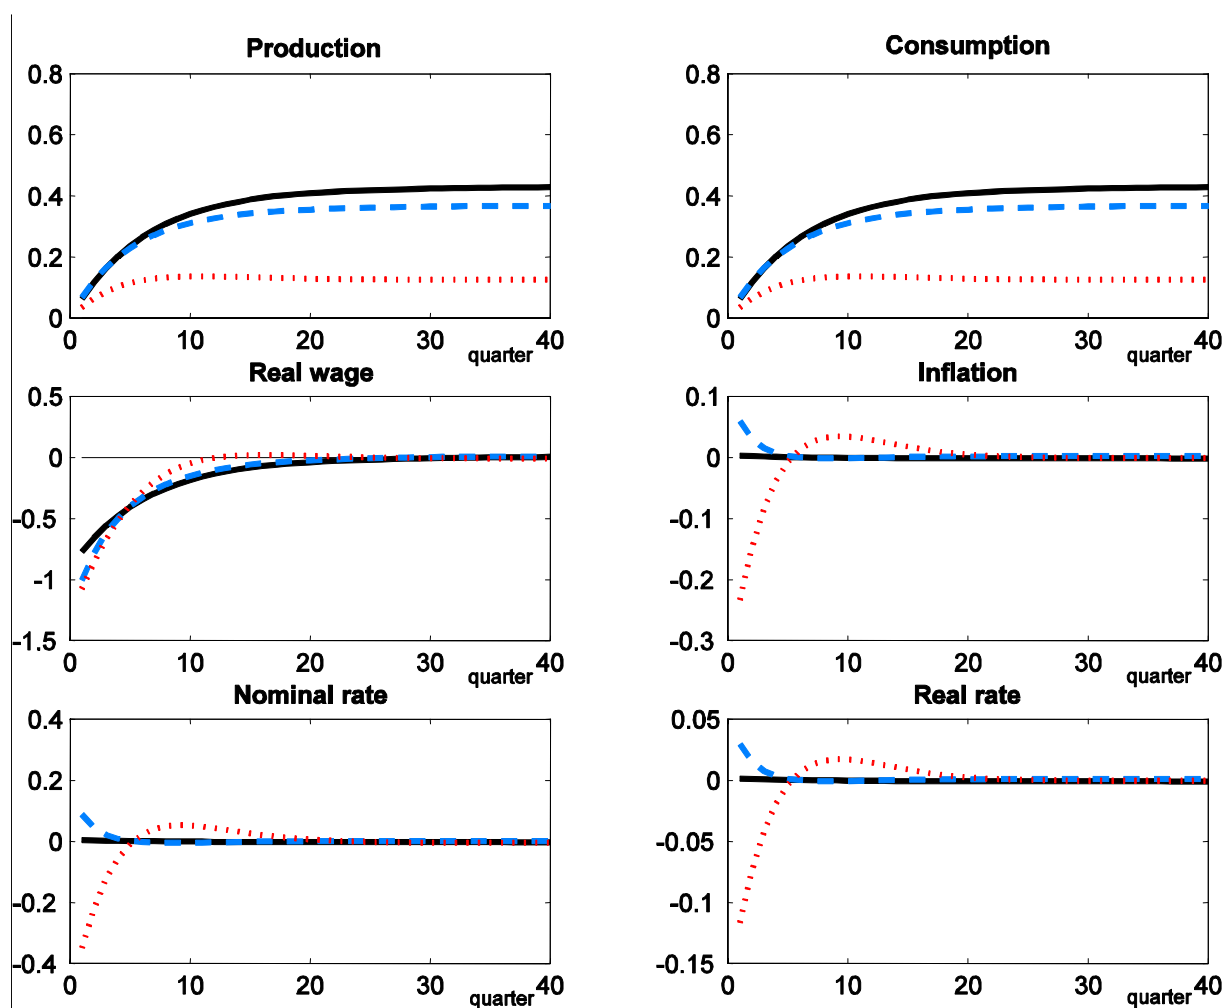 Production
0.8
0.6
0.4
0.2
0
0 10 20 30 40
quarter
Consumption
0.8
0.6
0.4
0.2
0
0 10 20 30 40
quarter
Real wage
0.5
0
-0.5
-1
-1.5
0 10 20 30 40
quarter
Inflation
0.1
0
-0.1
-0.2
-0.3
0 10 20 30 40
quarter
Nominal rate
0.4
0.2
0
-0.2
-0.4
0 10 20 30 40
quarter
Real rate
0.05
0
-0.05
-0.1
-0.15
0 10 20 30 40
quarter